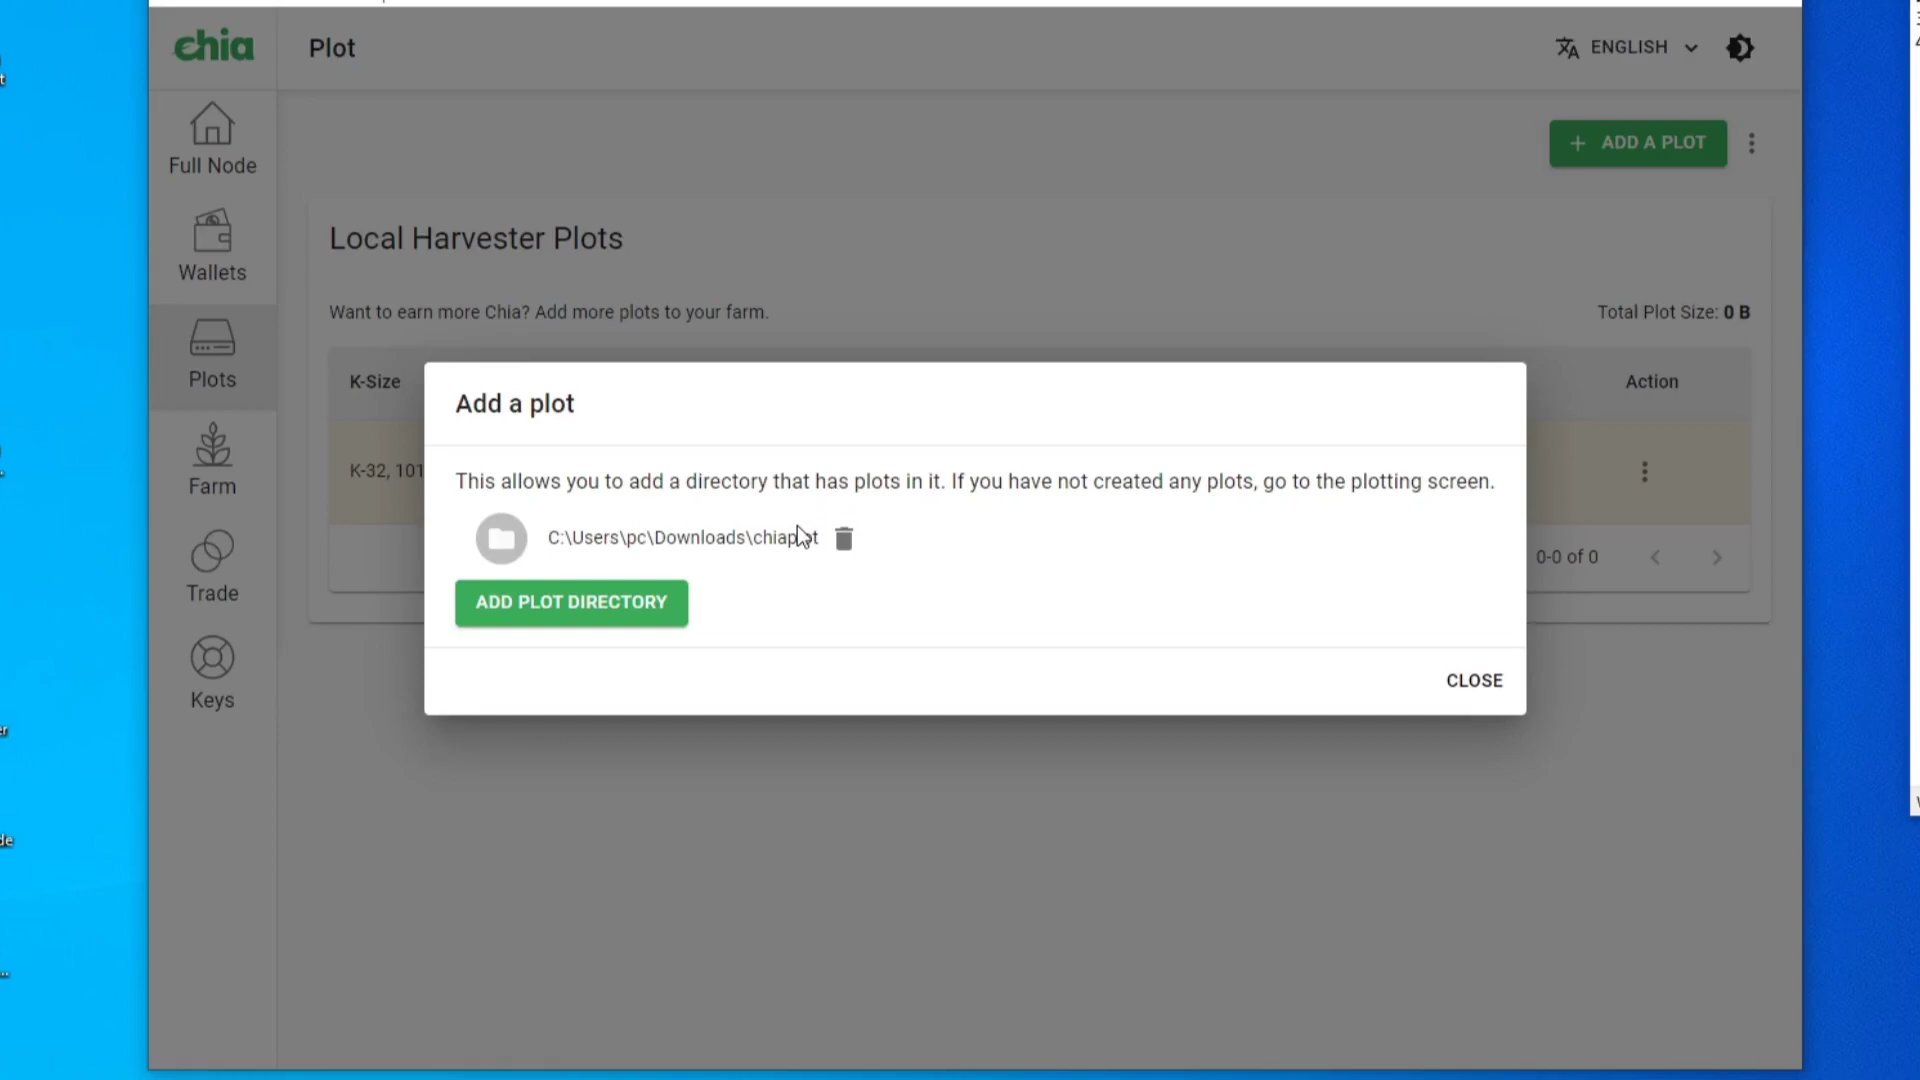 chia
Plot
ENGLISH
Full Node
Wallets
Plots
Farm
Trade
Keys
+ ADD A PLOT
Local Harvester Plots
Want to earn more Chia? Add more plots to your farm.
Total Plot Size: 0 B
K-Size
Action
K-32, 101
0-0 of 0
Add a plot
This allows you to add a directory that has plots in it. If you have not created any plots, go to the plotting screen.
C:\Users\pc\Downloads\chiaplot
ADD PLOT DIRECTORY
CLOSE